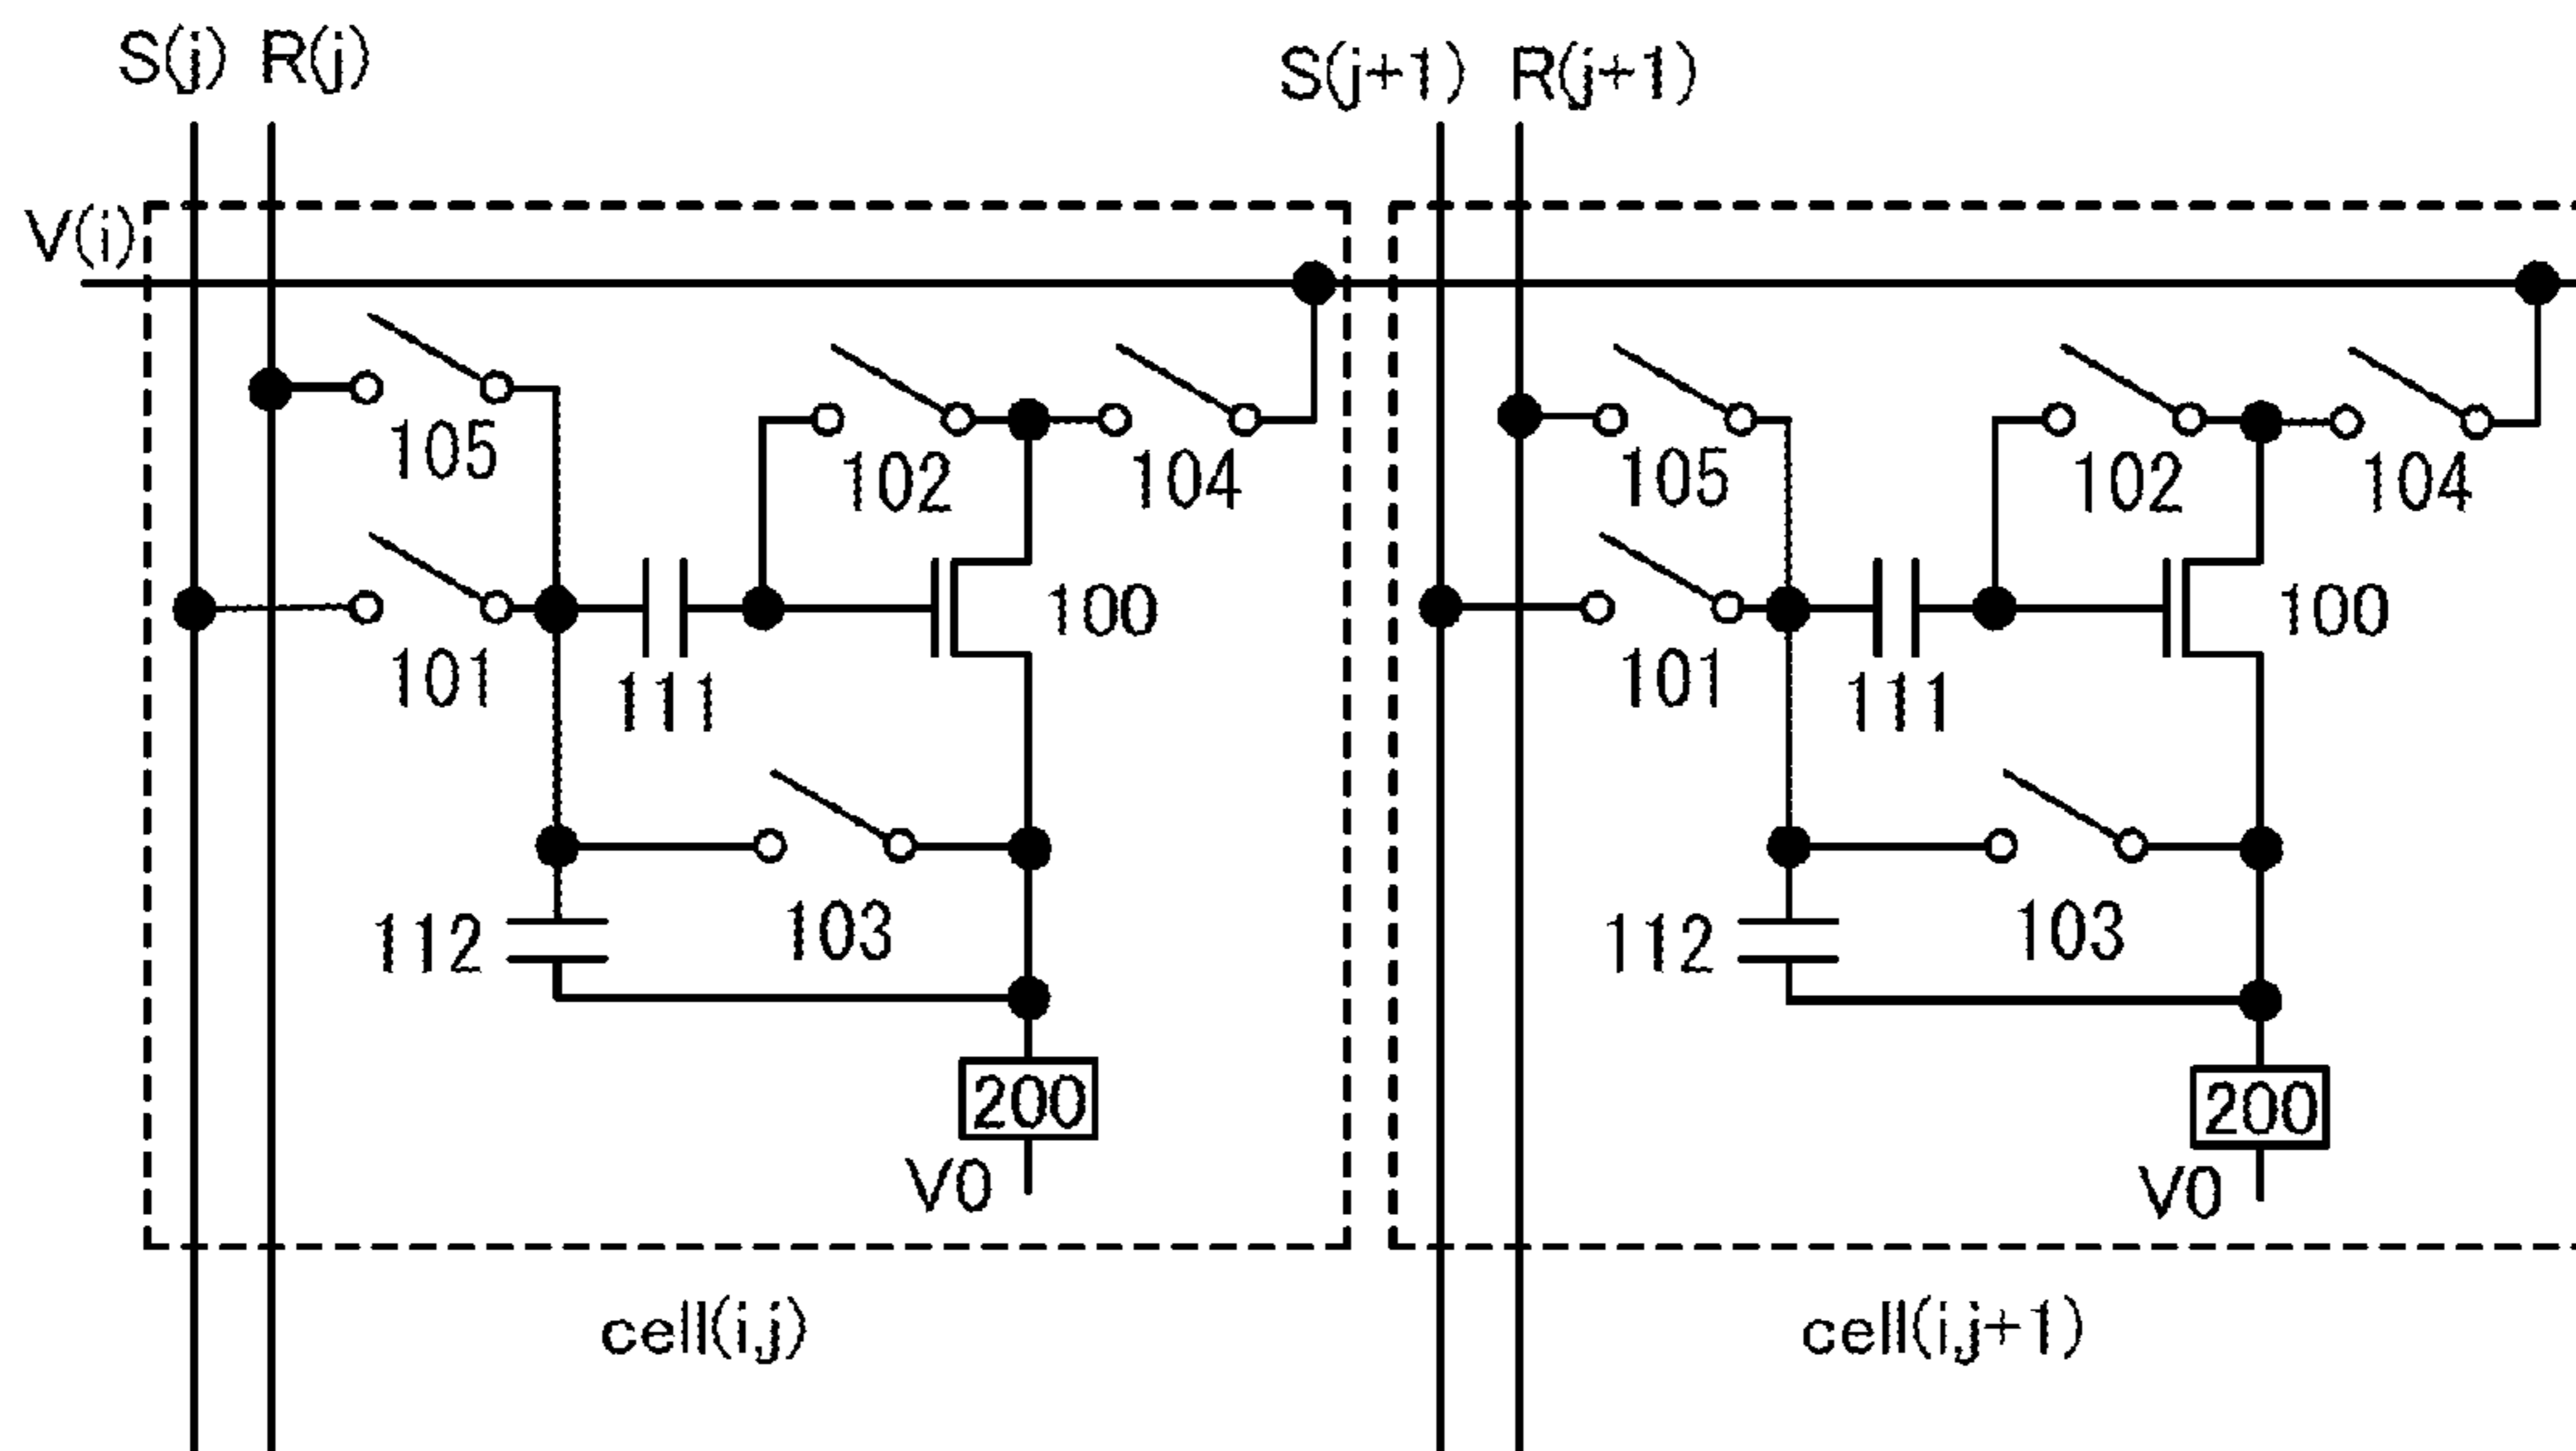 S(j) R(j) S(j+1) R(j+1)
V(i)
105 102 104 105 102 104
101 111 100 101 111 100
112 103 112 103
200 200
V0 V0
cell(i,j) cell(i,j+1)